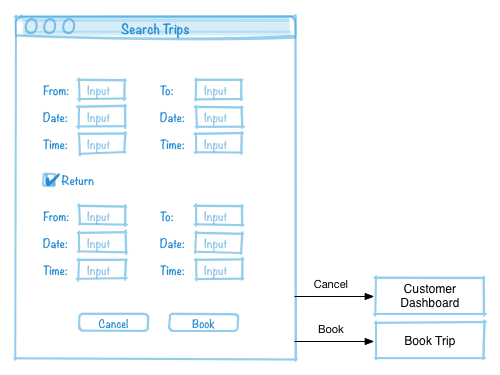 Search Trips
From: Input To: Input
Date: Input Date: Input
Time: Input Time: Input
Return
From: Input To: Input
Date: Input Date: Input
Time: Input Time: Input
Cancel Book
Cancel
Customer
Dashboard
Book
Book Trip